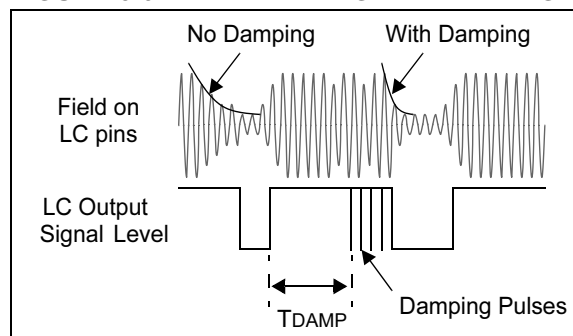 No Damping
With Damping
Field on
LC pins
LC Output
Signal Level
TDAMP
Damping Pulses